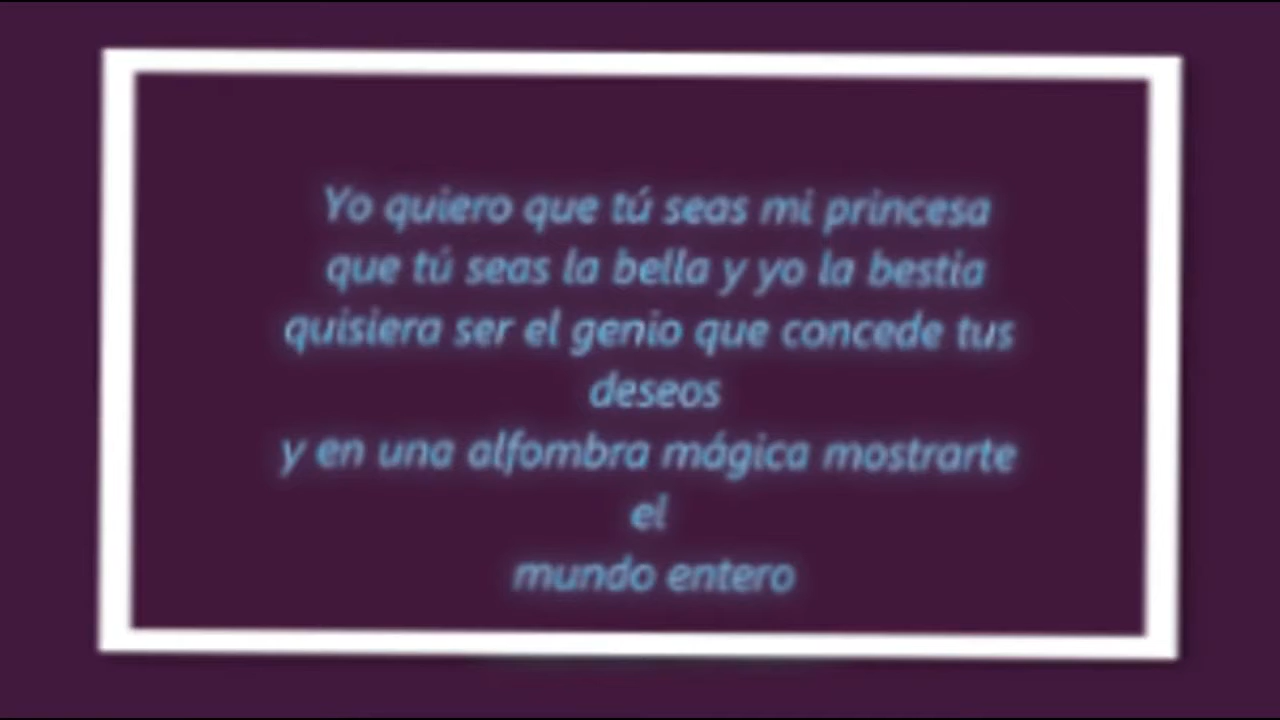 Yo quiero que tú seas mi princesa
que tú seas la bella y yo la bestia
quisiera ser el genio que concede tus
deseos
y en una alfombra mágica mostrarte
el
mundo entero